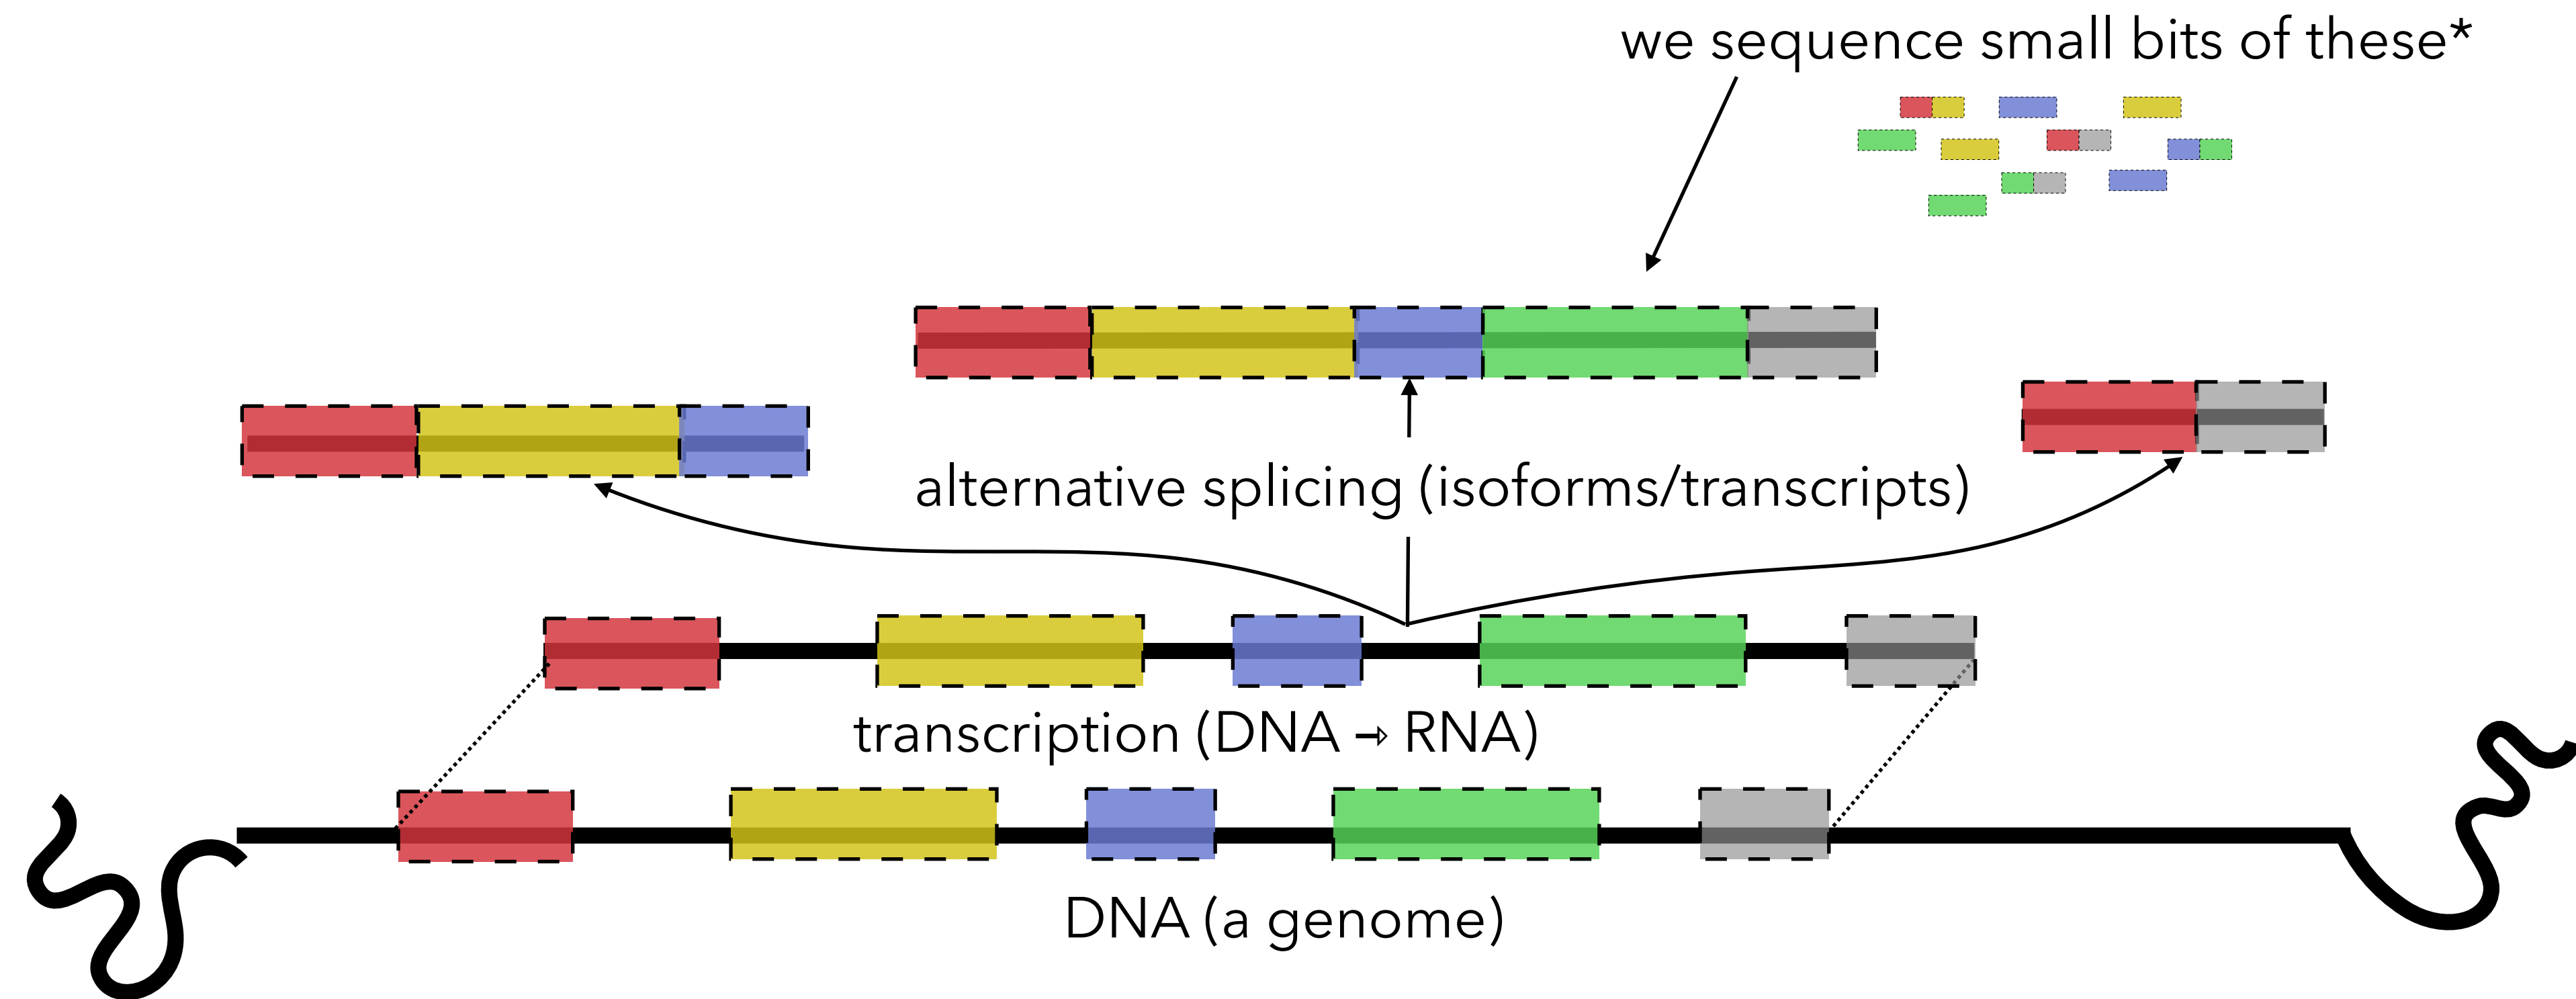 we sequence small bits of these*
alternative splicing (isoforms/transcripts)
transcription (DNA → RNA)
DNA (a genome)